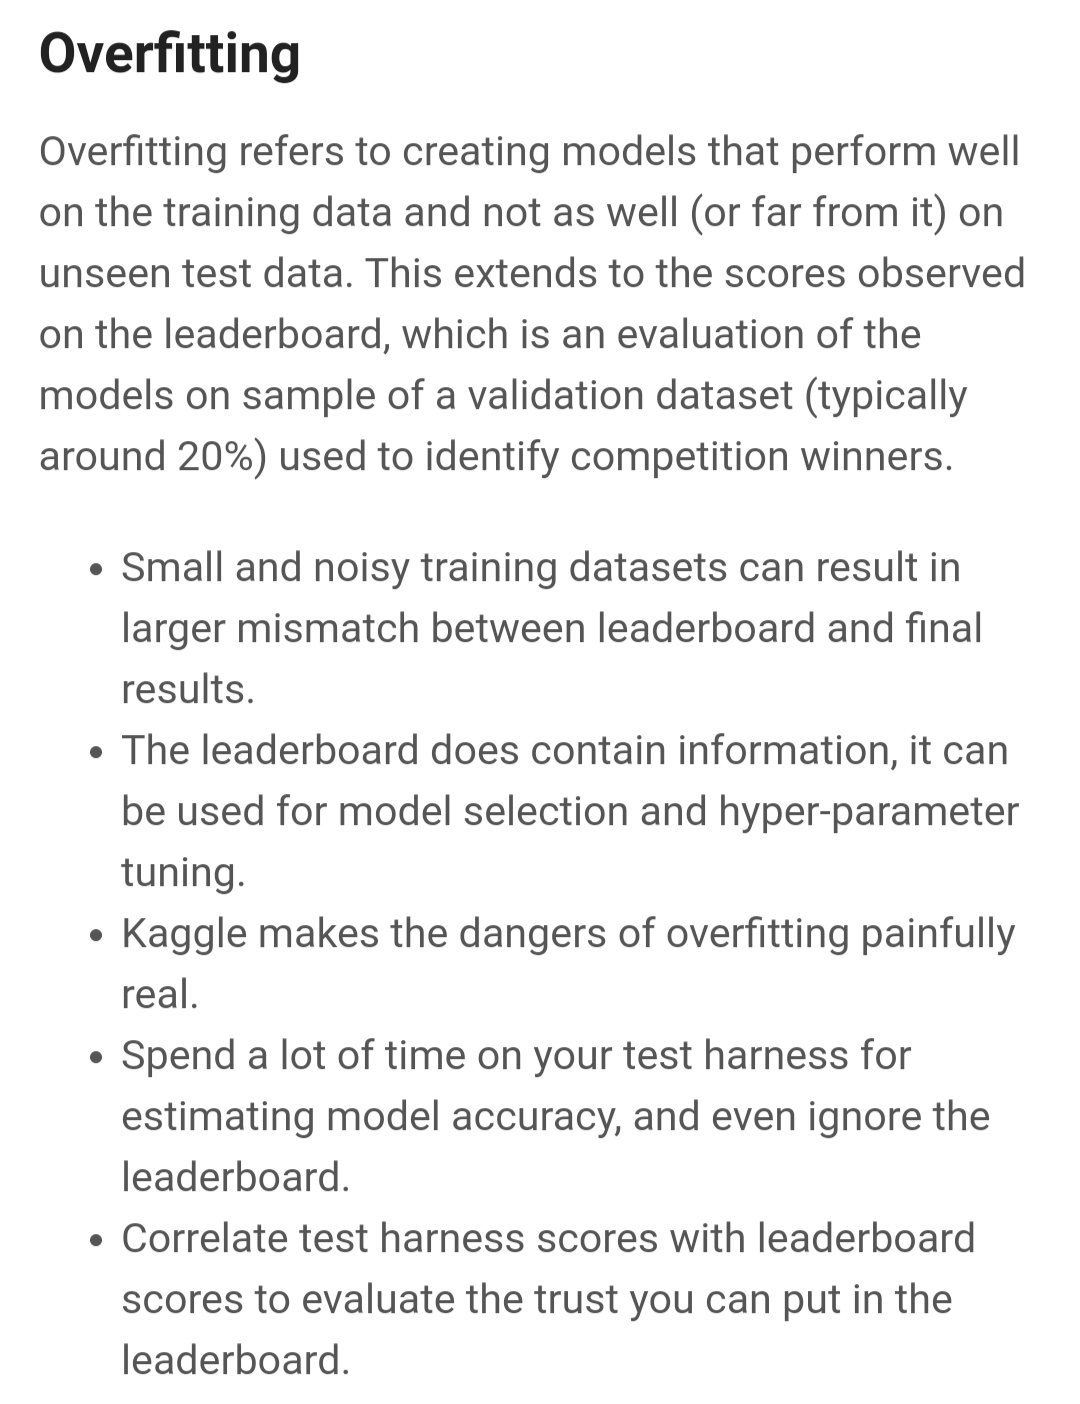 Overfitting
Overfitting refers to creating models that perform well
on the training data and not as well (or far from it) on
unseen test data. This extends to the scores observed
on the leaderboard, which is an evaluation of the
models on sample of a validation dataset (typically
around 20%) used to identify competition winners.
• Small and noisy training datasets can result in
larger mismatch between leaderboard and final
results.
• The leaderboard does contain information, it can
be used for model selection and hyper-parameter
tuning.
• Kaggle makes the dangers of overfitting painfully
real.
• Spend a lot of time on your test harness for
estimating model accuracy, and even ignore the
leaderboard.
• Correlate test harness scores with leaderboard
scores to evaluate the trust you can put in the
leaderboard.